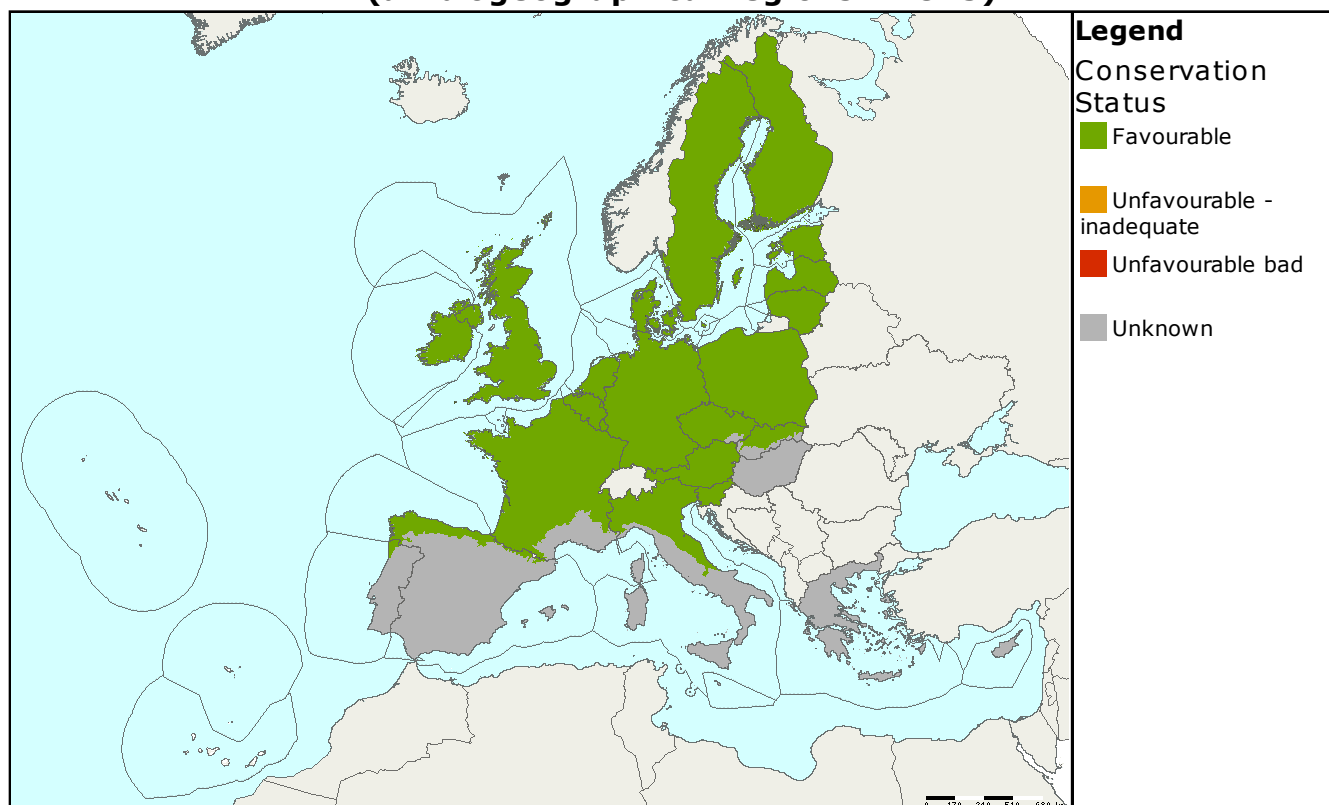 Legend
Conservation
Status
Favourable
Unfavourable -
inadequate
Unfavourable bad
Unknown